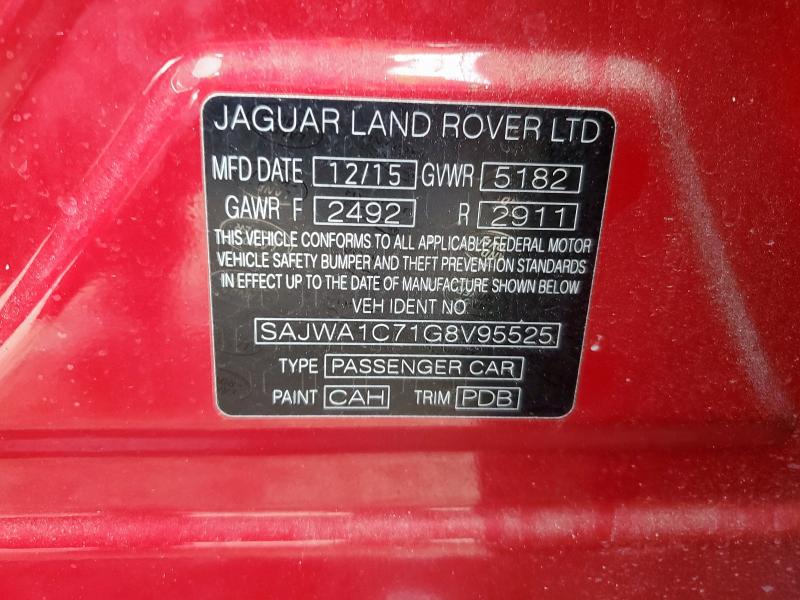 JAGUAR LAND ROVER LTD
MFD DATE 12/15 GVWR 5182
GAWR F 2492 R 2911
THIS VEHICLE CONFORMS TO ALL APPLICABLE FEDERAL MOTOR
VEHICLE SAFETY BUMPER AND THEFT PREVENTION STANDARDS
IN EFFECT UP TO THE DATE OF MANUFACTURE SHOWN BELOW
VEH IDENT NO
SAJWA1C71G8V95525
TYPE PASSENGER CAR
PAINT CAH TRIM PDB